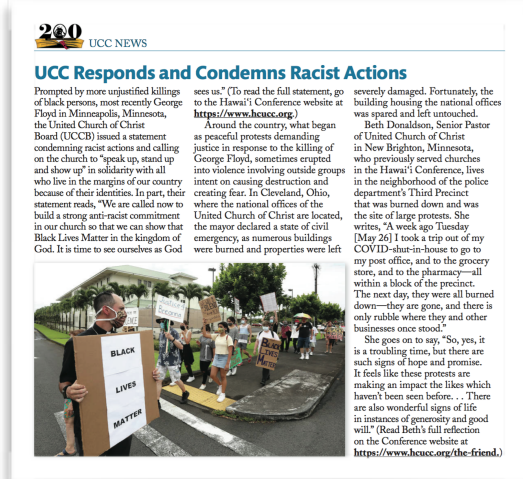 200
UCC NEWS
UCC Responds and Condemns Racist Actions
Prompted by more unjustified killings
of black persons, most recently George
Floyd in Minneapolis, Minnesota,
the United Church of Christ
Board (UCCB) issued a statement
condemning racist actions and calling
on the church to “speak up, stand up
and show up” in solidarity with all
who live in the margins of our country
because of their identities. In part, their
statement reads, “We are called now to
build a strong anti-racist commitment
in our church so that we can show that
Black Lives Matter in the kingdom of
God. It is time to see ourselves as God
sees us.” (To read the full statement, go
to the Hawai‘i Conference website at
https://www.hcucc.org.)
Around the country, what began
as peaceful protests demanding
justice in response to the killing of
George Floyd, sometimes erupted
into violence involving outside groups
intent on causing destruction and
creating fear. In Cleveland, Ohio,
where the national offices of the
United Church of Christ are located,
the mayor declared a state of civil
emergency, as numerous buildings
were burned and properties were left
severely damaged. Fortunately, the
building housing the national offices
was spared and left untouched.
Beth Donaldson, Senior Pastor
of United Church of Christ
in New Brighton, Minnesota,
who previously served churches
in the Hawai‘i Conference, lives
in the neighborhood of the police
department’s Third Precinct
that was burned down and was
the site of large protests. She
writes, “A week ago Tuesday
[May 26] I took a trip out of my
COVID-shut-in-house to go to
my post office, and to the grocery
store, and to the pharmacy—all
within a block of the precinct.
The next day, they were all burned
down—they are gone, and there is
only rubble where they and other
businesses once stood.”
She goes on to say, “So, yes, it
is a troubling time, but there are
such signs of hope and promise.
It feels like these protests are
making an impact the likes which
haven’t been seen before. . . There
are also wonderful signs of life
in instances of generosity and good
will.” (Read Beth’s full reflection
on the Conference website at
https://www.hcucc.org/the-friend.)
BLACK
LIVES
MATTER
BLACK
LIVES
MATTER